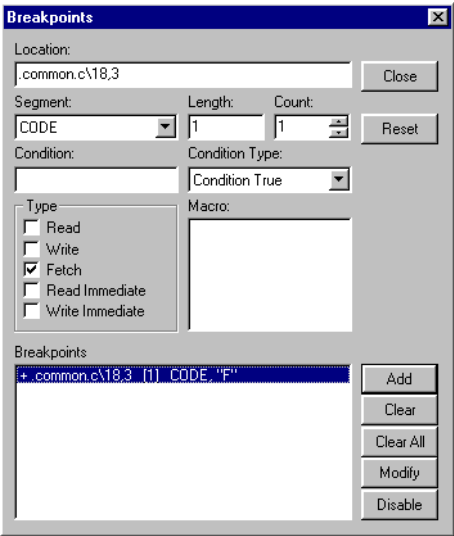 Breakpoints
Location:
.common.c\18,3
Close
Segment: Length: Count:
CODE 1 1
Reset
Condition: Condition Type:
Condition True
Type Macro:
Read
Write
Fetch
Read Immediate
Write Immediate
Breakpoints
+ .common.c\18,3 [1] CODE, "F"
Add
Clear
Clear All
Modify
Disable